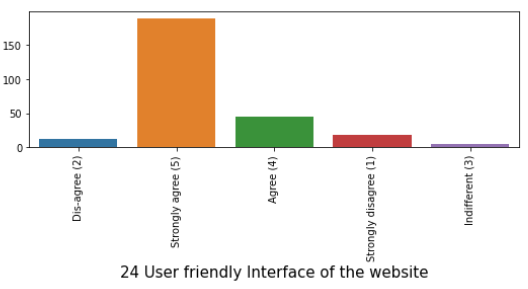 150
100
50
0
Dis-agree (2)
Strongly agree (5)
Agree (4)
Strongly disagree (1)
Indifferent (3)
24 User friendly Interface of the website